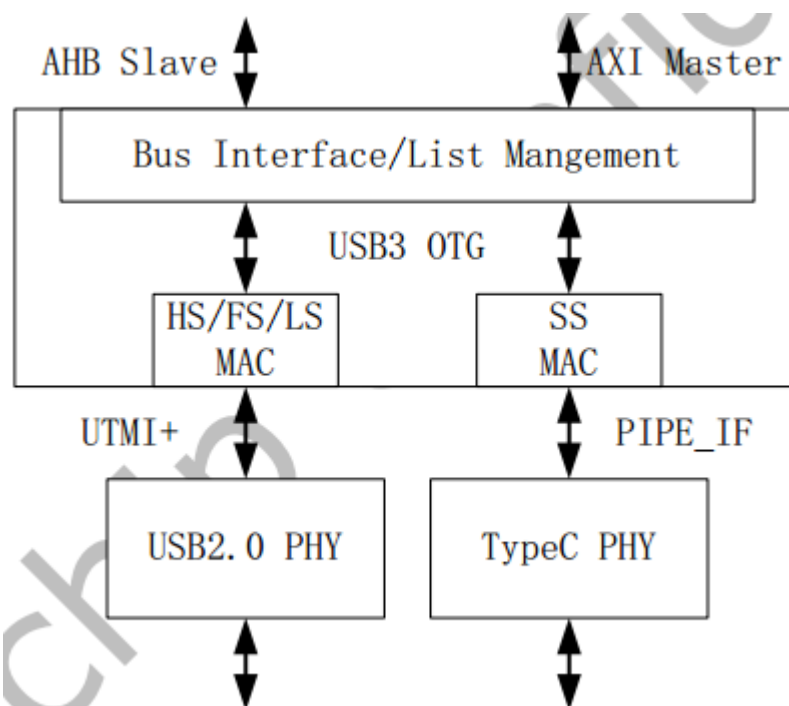 AHB Slave
AXI Master
Bus Interface/List Mangement
USB3 OTG
HS/FS/LS
MAC
SS
MAC
UTMI+
PIPE_IF
USB2.0 PHY
TypeC PHY